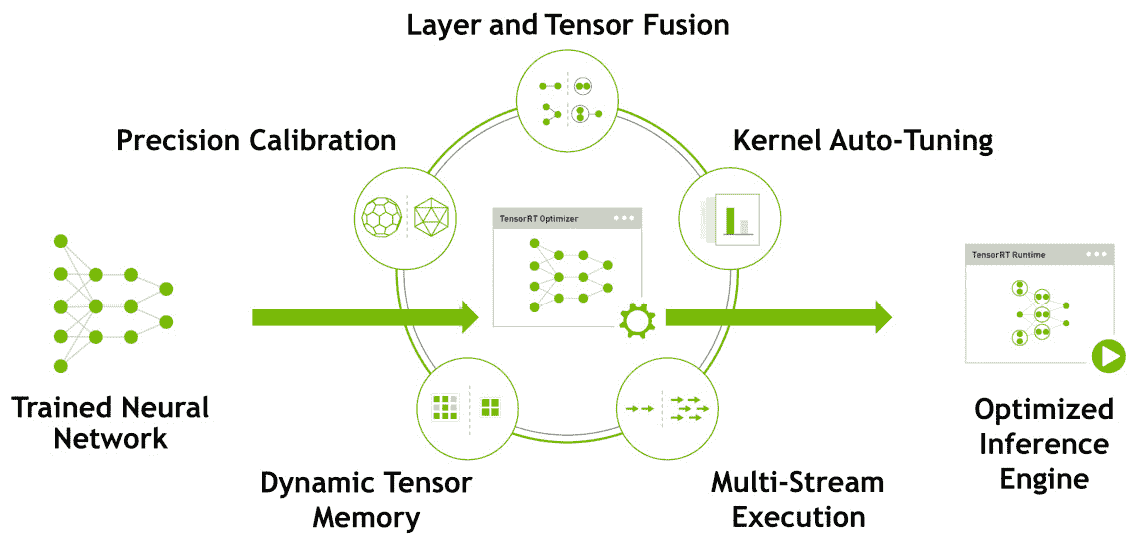 Layer and Tensor Fusion
Precision Calibration
Kernel Auto-Tuning
TensorRT Optimizer
TensorRT Runtime
Trained Neural
Network
Optimized
Inference
Engine
Dynamic Tensor
Memory
Multi-Stream
Execution